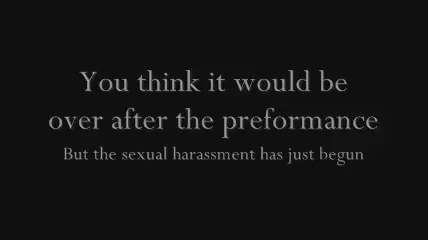 You think it would be
over after the preformance
But the sexual harassment has just begun